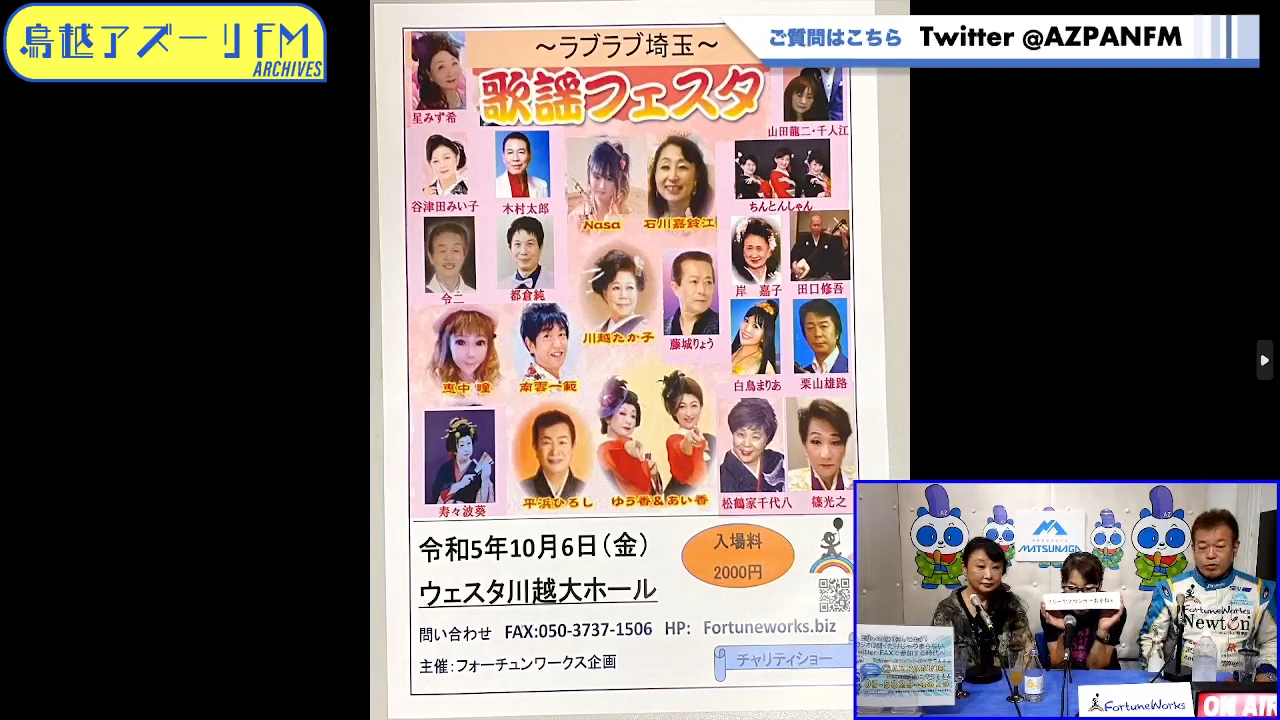 鳥越アズーリFM
ARCHIVES
ご質問はこちら Twitter @AZPANFM
～ラブラブ埼玉～
歌謡フェスタ
星みず希
山田龍二・千人江
谷津田みい子
木村太郎
Nasa
石川嘉鈴江
ちんとんしゃん
令二
都倉純
川越たか子
藤城りょう
岸 嘉子
田口修吾
恵中 瞳
南雲一範
白鳥まりあ
栗山雄路
寿々波葵
平浜ひろし
ゆう香&あい香
松鶴家千代八
篠光之
令和5年10月6日（金）
入場料
2000円
ウェスタ川越大ホール
問い合わせ FAX:050-3737-1506 HP: Fortuneworks.biz
主催：フォーチュンワークス企画
チャリティショー
AZ
AZ
MATSUNAGA
FortuneWorks
Newton
FortuneWorks
ON AIR